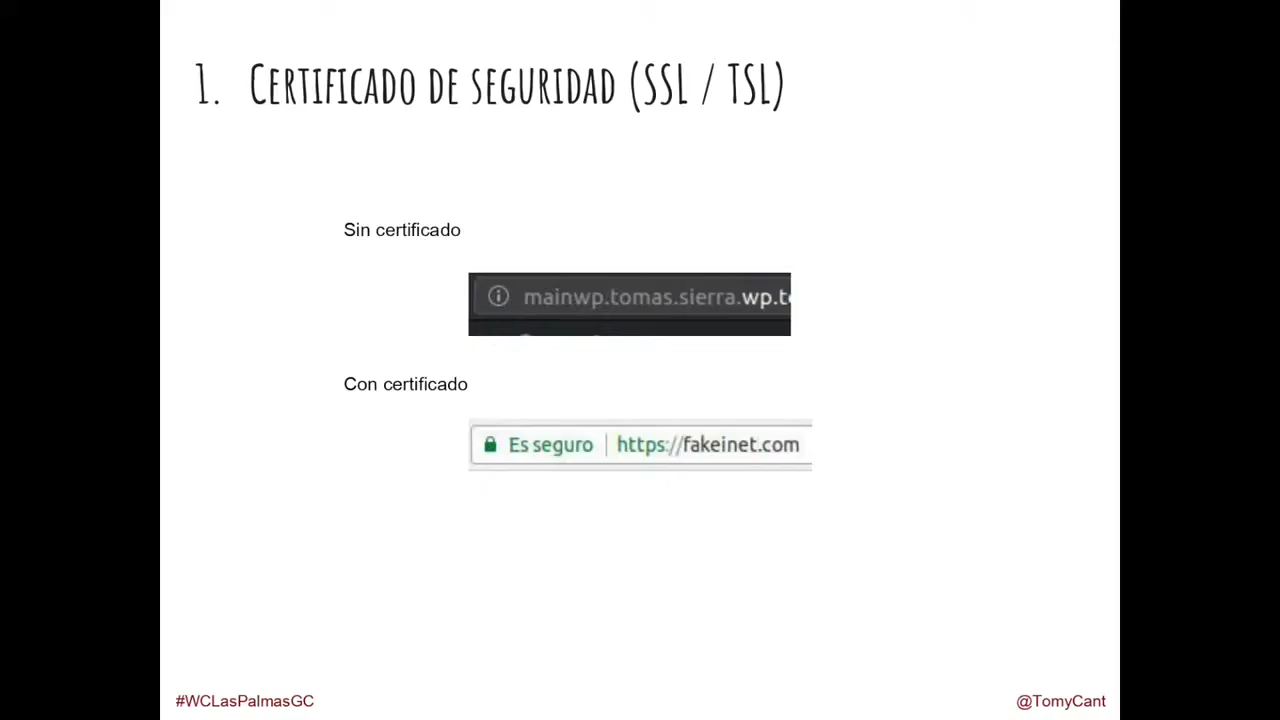 1. Certificado de seguridad (SSL / TSL)
Sin certificado
mainwp.tomas.sierra.wp.
Con certificado
Es seguro | https://fakeinet.com
#WCLasPalmasGC
@TomyCant